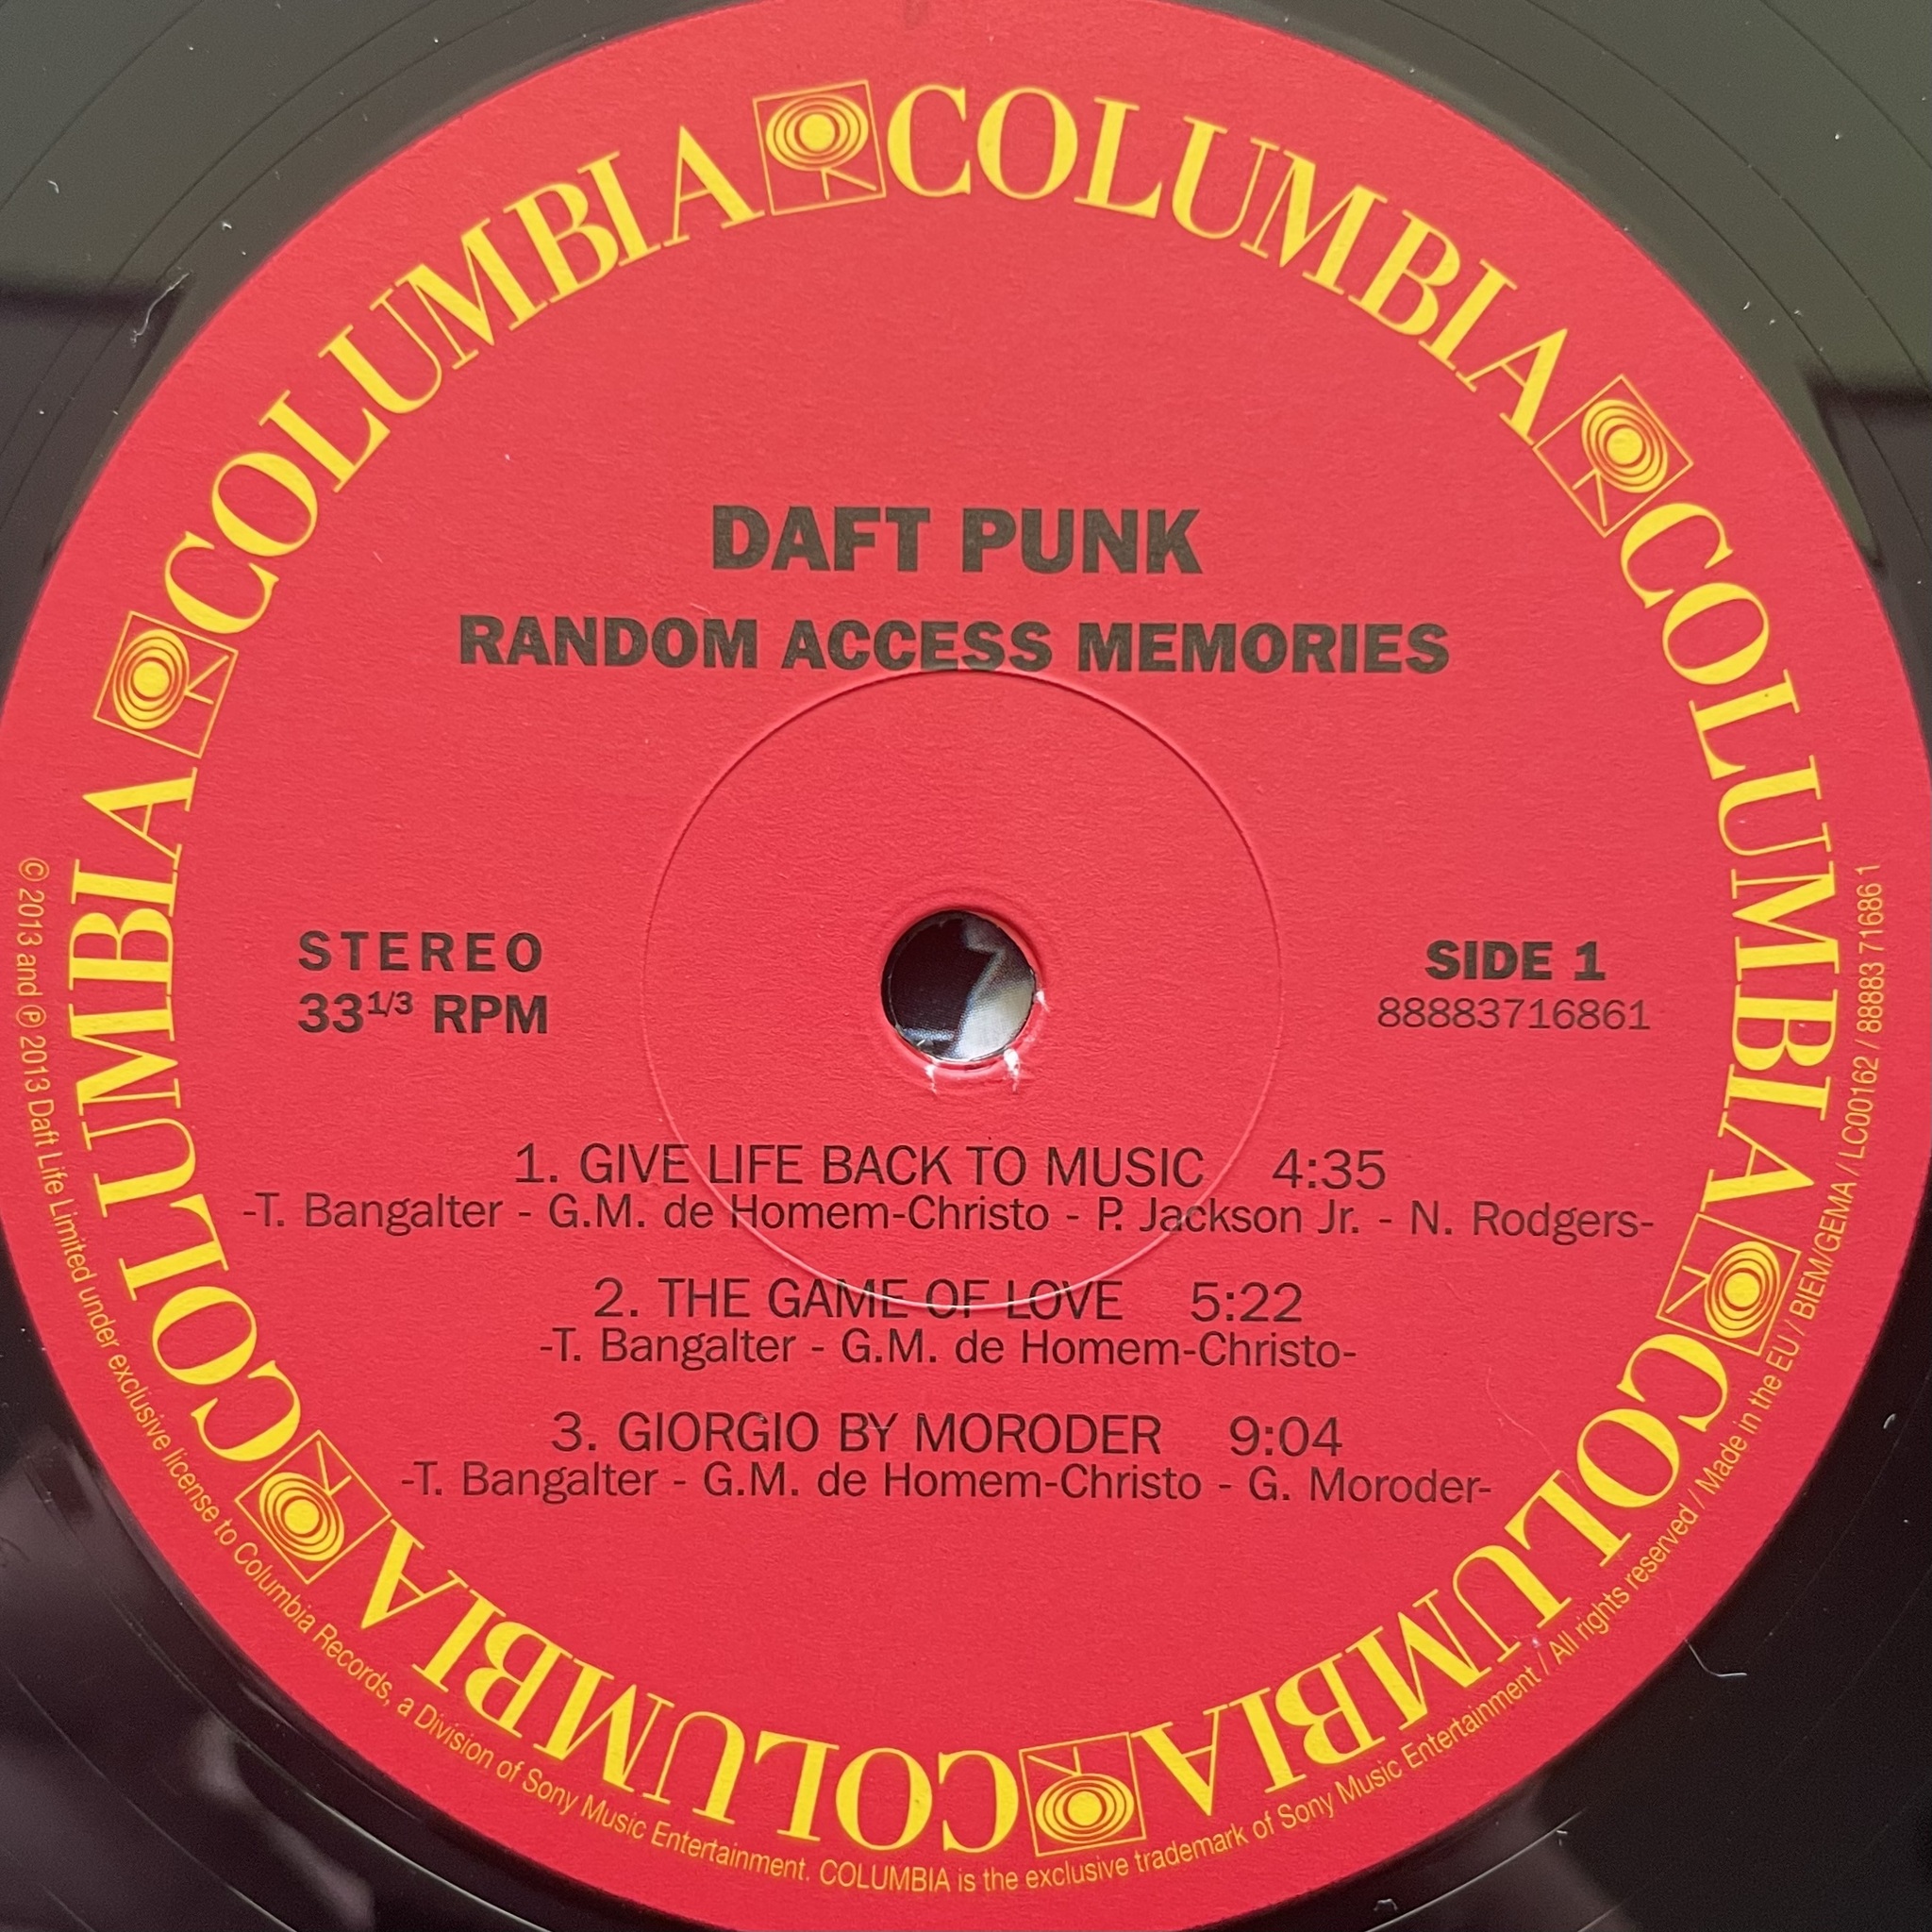 COLUMBIA COLUMBIA COLUMBIA COLUMBIA COLUMBIA COLUMBIA
DAFT PUNK
RANDOM ACCESS MEMORIES
STEREO
33 1/3 RPM
SIDE 1
88883716861
1. GIVE LIFE BACK TO MUSIC 4:35
-T. Bangalter - G.M. de Homem-Christo - P. Jackson Jr. - N. Rodgers-
2. THE GAME OF LOVE 5:22
-T. Bangalter - G.M. de Homem-Christo-
3. GIORGIO BY MORODER 9:04
-T. Bangalter - G.M. de Homem-Christo - G. Moroder-
© 2013 and ℗ 2013 Daft Life Limited under exclusive license to Columbia Records, a Division of Sony Music Entertainment. COLUMBIA is the exclusive trademark of Sony Music Entertainment / All rights reserved / Made in the EU / BIEM/GEMA / LC00162 / 88883 71686 1